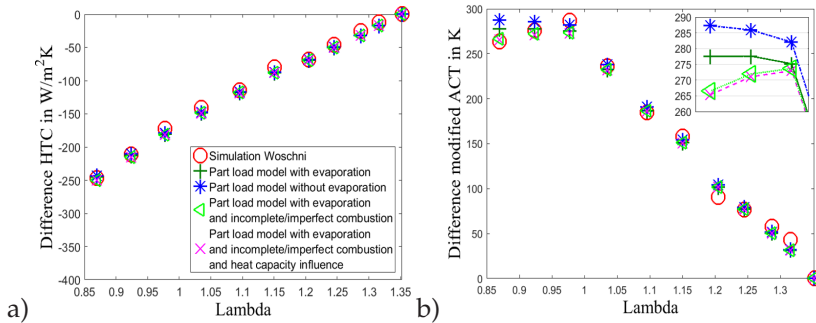 a)
Difference HTC in W/m²K
0
-50
-100
-150
-200
-250
-300
-350
-400
0.85 0.9 0.95 1 1.05 1.1 1.15 1.2 1.25 1.3 1.35
Lambda
Simulation Woschni
Part load model with evaporation
Part load model without evaporation
Part load model with evaporation
and incomplete/imperfect combustion
Part load model with evaporation
and incomplete/imperfect combustion
and heat capacity influence
b)
Difference modified ACT in K
300
250
200
150
100
50
0
0.85 0.9 0.95 1 1.05 1.1 1.15 1.2 1.25 1.3 1.35
Lambda
290
285
280
275
270
265
260